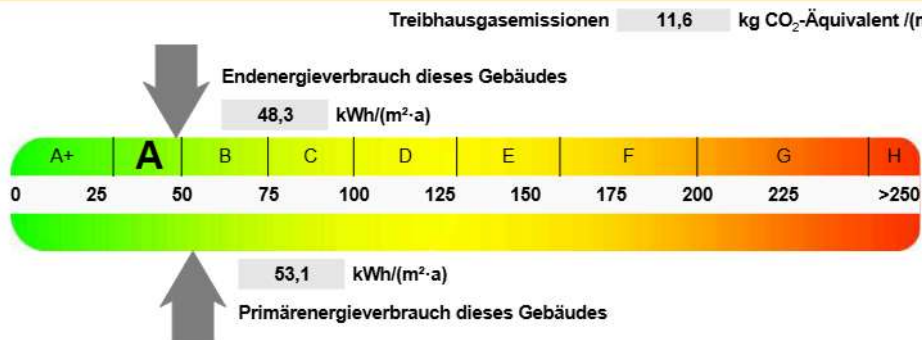 Treibhausgasemissionen 11,6 kg CO₂-Äquivalent /(m
Endenergieverbrauch dieses Gebäudes
48,3 kWh/(m²·a)
A+ A B C D E F G H
0 25 50 75 100 125 150 175 200 225 >250
53,1 kWh/(m²·a)
Primärenergieverbrauch dieses Gebäudes